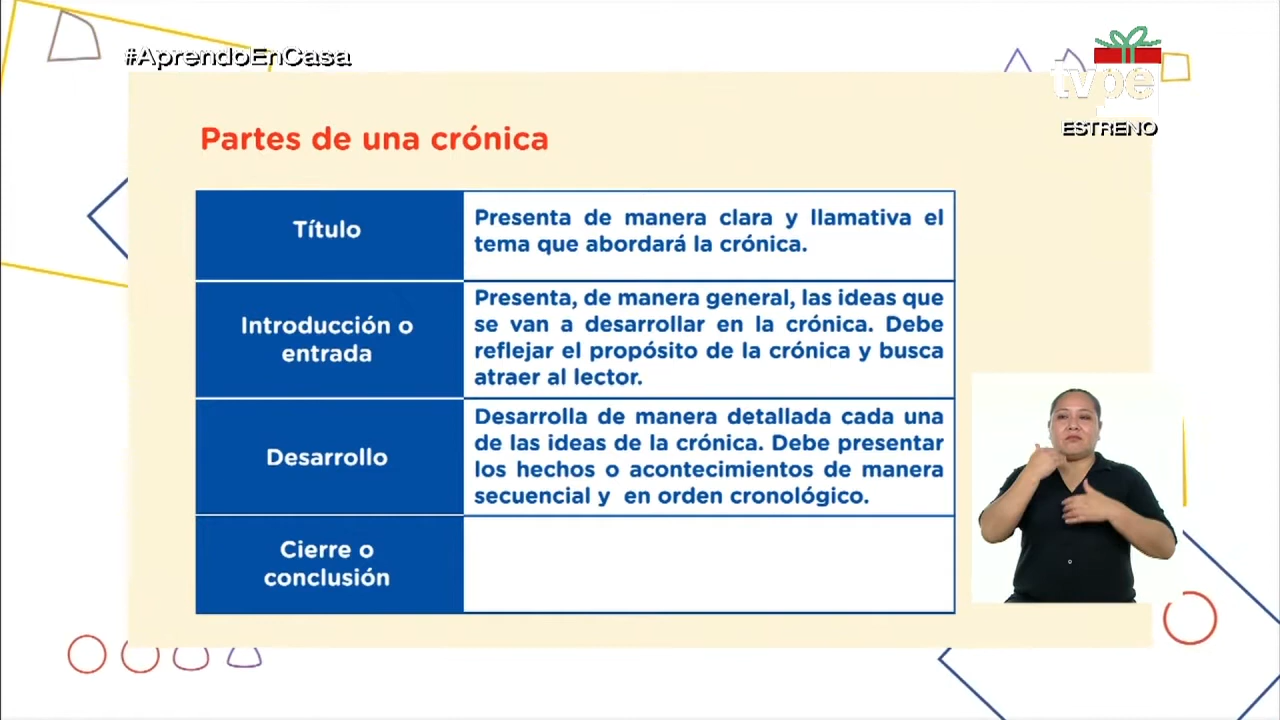 #AprendoEnCasa
tvpe
ESTRENO
Partes de una crónica
Título
Presenta de manera clara y llamativa el
tema que abordará la crónica.
Introducción o
entrada
Presenta, de manera general, las ideas que
se van a desarrollar en la crónica. Debe
reflejar el propósito de la crónica y busca
atraer al lector.
Desarrollo
Desarrolla de manera detallada cada una
de las ideas de la crónica. Debe presentar
los hechos o acontecimientos de manera
secuencial y en orden cronológico.
Cierre o
conclusión